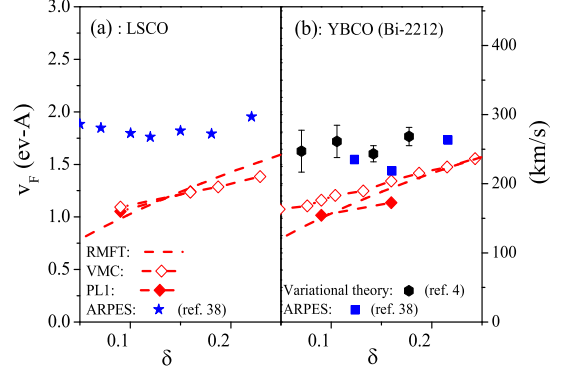 (a) : LSCO
(b): YBCO (Bi-2212)
v_F (ev-A)
3.0
2.5
2.0
1.5
1.0
0.5
0.0
400
300
200
100
0
(km/s)
RMFT:
VMC:
PL1:
ARPES: (ref. 38)
Variational theory: (ref. 4)
ARPES: (ref. 38)
0.1 0.2 0.1 0.2
δ δ